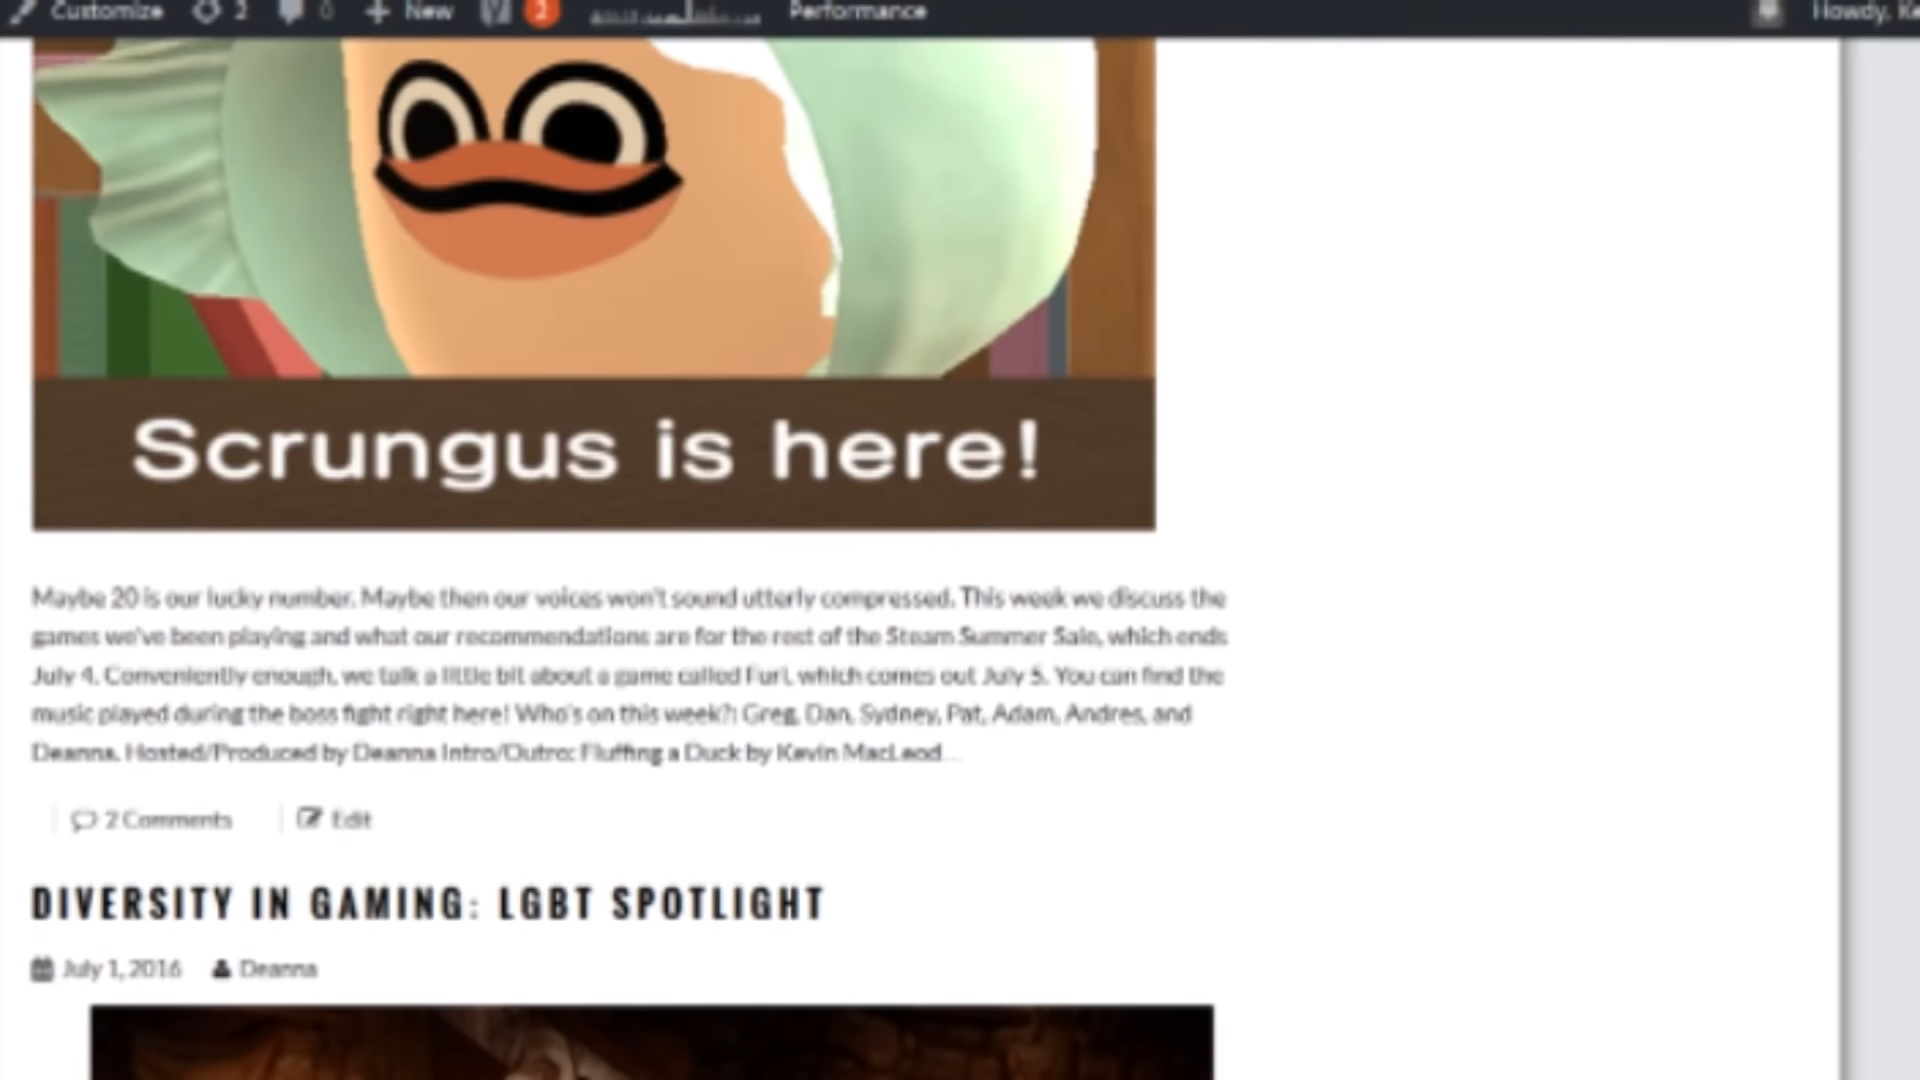 Customize 2 0 New 2 Performance Howdy, Ke
Scrungus is here!
Maybe 20 is our lucky number. Maybe then our voices won't sound utterly compressed. This week we discuss the
games we've been playing and what our recommendations are for the rest of the Steam Summer Sale, which ends
July 4. Conveniently enough, we talk a little bit about a game called Furi, which comes out July 5. You can find the
music played during the boss fight right here! Who's on this week?: Greg, Dan, Sydney, Pat, Adam, Andres, and
Deanna. Hosted/Produced by Deanna Intro/Outro: Fluffing a Duck by Kevin MacLeod...
2 Comments Edit
DIVERSITY IN GAMING: LGBT SPOTLIGHT
July 1, 2016 Deanna